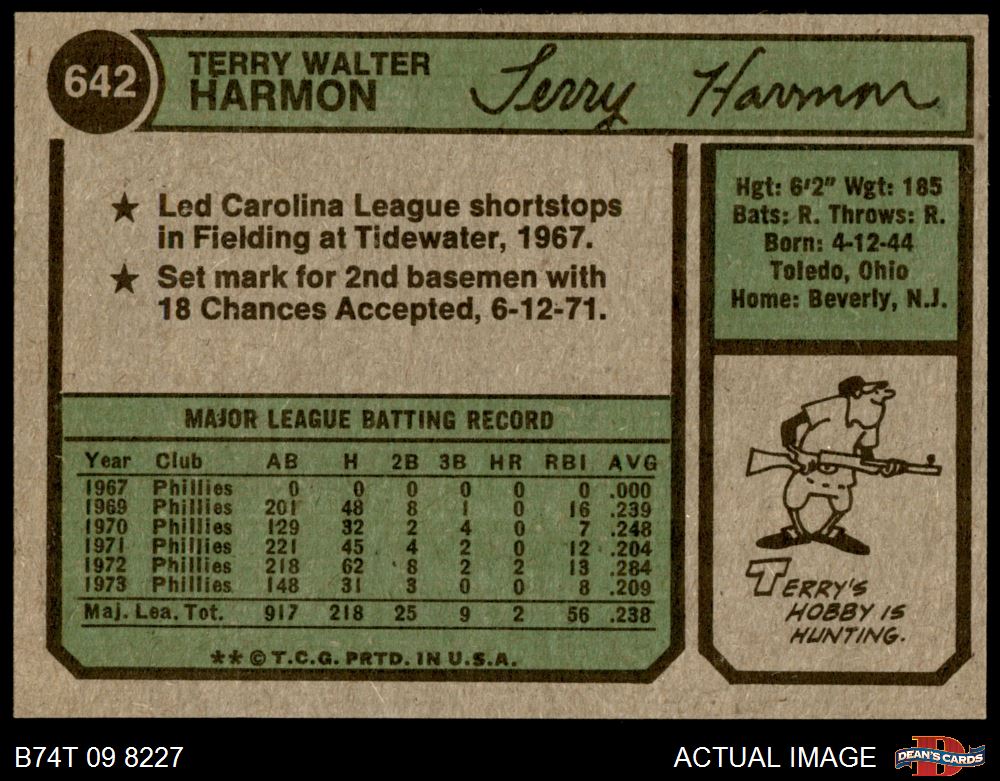 642
TERRY WALTER
HARMON
Terry Harmon
★ Led Carolina League shortstops
in Fielding at Tidewater, 1967.
★ Set mark for 2nd basemen with
18 Chances Accepted, 6-12-71.
Hgt: 6'2" Wgt: 185
Bats: R. Throws: R.
Born: 4-12-44
Toledo, Ohio
Home: Beverly, N.J.
MAJOR LEAGUE BATTING RECORD
Year Club AB H 2B 3B HR RBI AVG
1967 Phillies 0 0 0 0 0 0 .000
1969 Phillies 201 48 8 1 0 16 .239
1970 Phillies 129 32 2 4 0 7 .248
1971 Phillies 221 45 4 2 0 12 .204
1972 Phillies 218 62 8 2 2 13 .284
1973 Phillies 148 31 3 0 0 8 .209
Maj. Lea. Tot. 917 218 25 9 2 56 .238
** © T.C.G. PRTD. IN U.S.A.
TERRY'S
HOBBY IS
HUNTING.
B74T 09 8227
ACTUAL IMAGE
D
DEAN'S CARDS